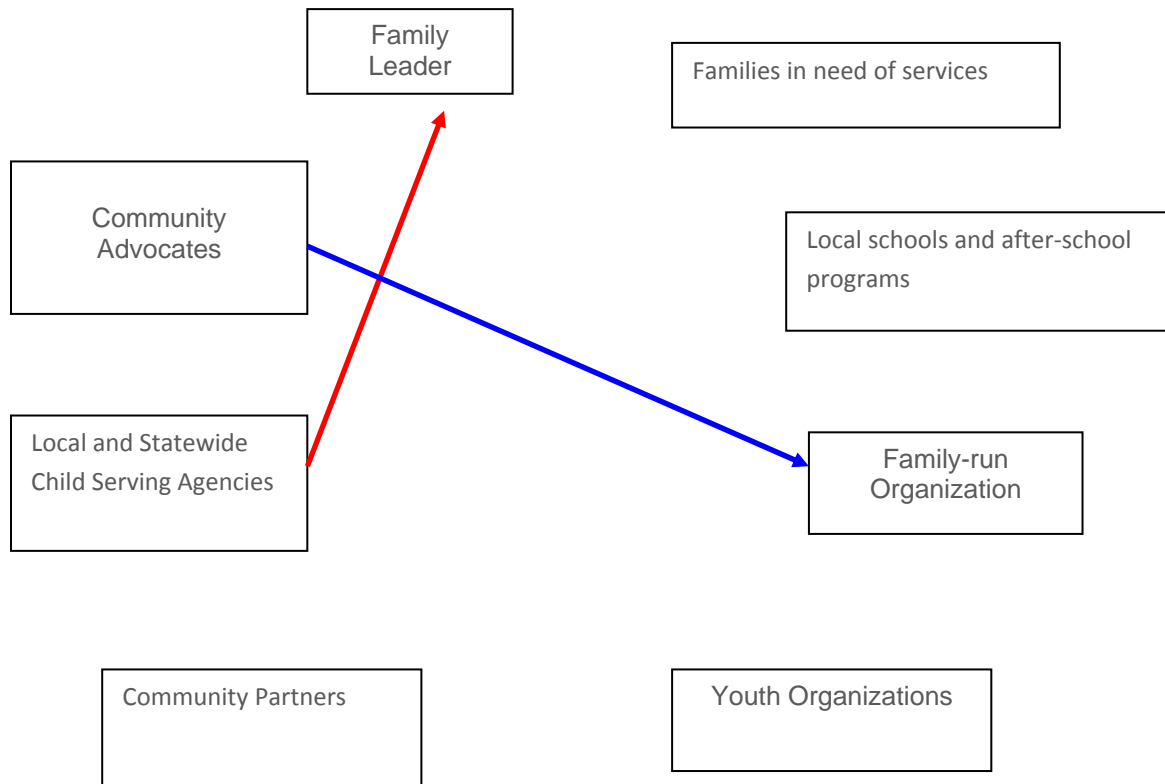 Family
Leader
Families in need of services
Community
Advocates
Local schools and after-school
programs
Local and Statewide
Child Serving Agencies
Family-run
Organization
Community Partners
Youth Organizations